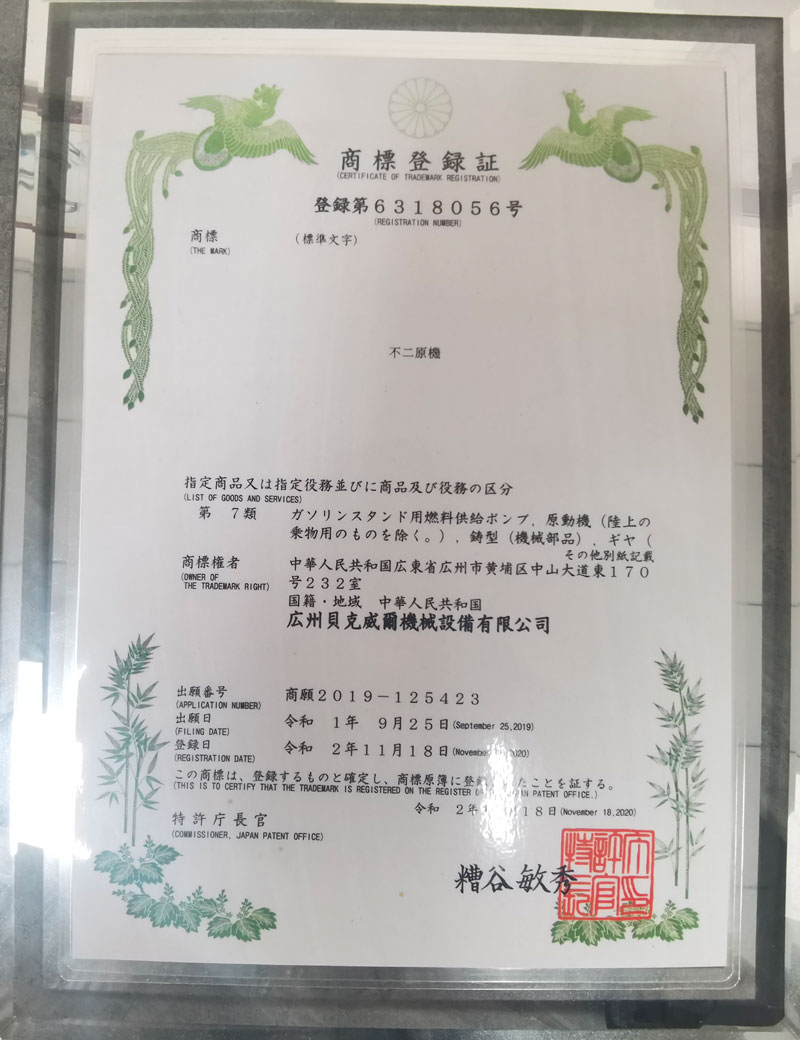 商標登録証
(CERTIFICATE OF TRADEMARK REGISTRATION)
登録第6318056号
(REGISTRATION NUMBER)
商標 (標準文字)
(THE MARK)
不二原機
指定商品又は指定役務並びに商品及び役務の区分
(LIST OF GOODS AND SERVICES)
第 7類 ガソリンスタンド用燃料供給ポンプ,原動機(陸上の
乗物用のものを除く。),鋳型(機械部品),ギヤ(
その他別紙記載
商標権者 中華人民共和国広東省広州市黄埔区中山大道東170
(OWNER OF THE TRADEMARK RIGHT) 号232室
国籍・地域 中華人民共和国
広州貝克威爾機械設備有限公司
出願番号 商願2019-125423
(APPLICATION NUMBER)
出願日 令和 1年 9月25日(September 25,2019)
(FILING DATE)
登録日 令和 2年11月18日(November 2020)
(REGISTRATION DATE)
この商標は、登録するものと確定し、商標原簿に登録たことを証する。
(THIS IS TO CERTIFY THAT THE TRADEMARK IS REGISTERED ON THE REGISTER PAN PATENT OFFICE.)
令和 2年 月18日(November 18,2020)
特許庁長官
(COMMISSIONER, JAPAN PATENT OFFICE)
糟谷敏秀